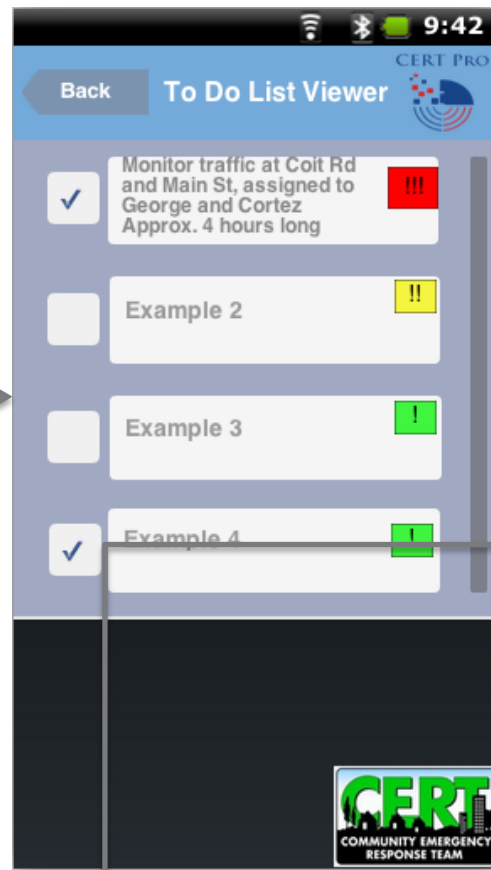 9:42
CERT PRO
Back
To Do List Viewer
Monitor traffic at Coit Rd
and Main St, assigned to
George and Cortez
Approx. 4 hours long
!!!
Example 2
!!
Example 3
!
Example 4
!
CERT
COMMUNITY EMERGENCY
RESPONSE TEAM